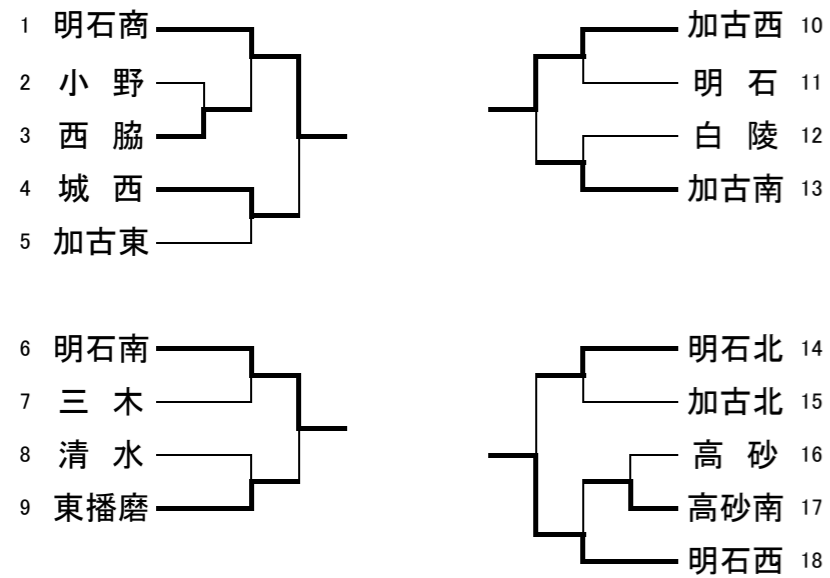 1 明石商
2 小 野
3 西 脇
4 城 西
5 加古東
6 明石南
7 三 木
8 清 水
9 東播磨
加古西 10
明 石 11
白 陵 12
加古南 13
明石北 14
加古北 15
高 砂 16
高砂南 17
明石西 18